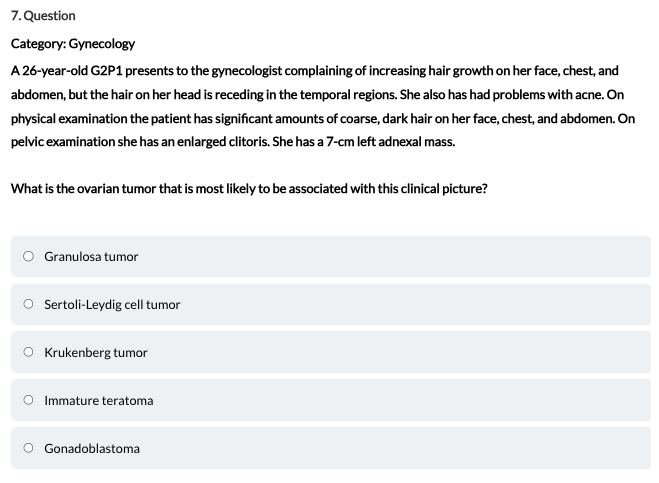 7. Question
Category: Gynecology
A 26-year-old G2P1 presents to the gynecologist complaining of increasing hair growth on her face, chest, and
abdomen, but the hair on her head is receding in the temporal regions. She also has had problems with acne. On
physical examination the patient has significant amounts of coarse, dark hair on her face, chest, and abdomen. On
pelvic examination she has an enlarged clitoris. She has a 7-cm left adnexal mass.
What is the ovarian tumor that is most likely to be associated with this clinical picture?
Granulosa tumor
Sertoli-Leydig cell tumor
Krukenberg tumor
Immature teratoma
Gonadoblastoma